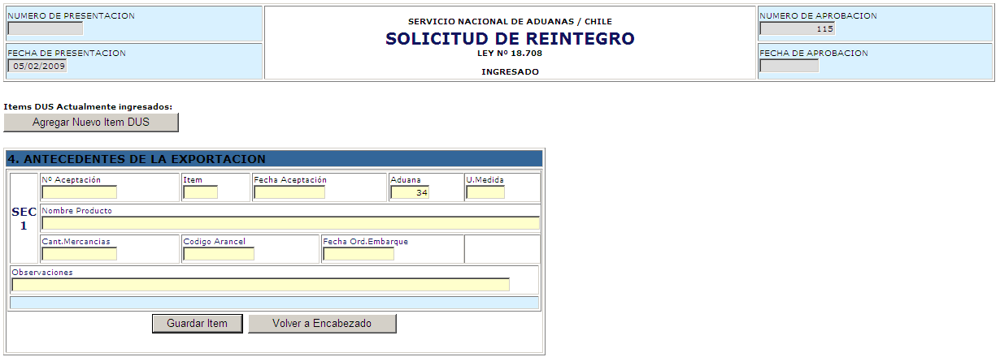 NUMERO DE PRESENTACION
FECHA DE PRESENTACION
05/02/2009
SERVICIO NACIONAL DE ADUANAS / CHILE
SOLICITUD DE REINTEGRO
LEY Nº 18.708
INGRESADO
NUMERO DE APROBACION
115
FECHA DE APROBACION
Items DUS Actualmente ingresados:
Agregar Nuevo Item DUS
4. ANTECEDENTES DE LA EXPORTACION
SEC
1
Nº Aceptación
Item
Fecha Aceptación
Aduana
34
U.Medida
Nombre Producto
Cant.Mercancias
Codigo Arancel
Fecha Ord.Embarque
Observaciones
Guardar Item
Volver a Encabezado